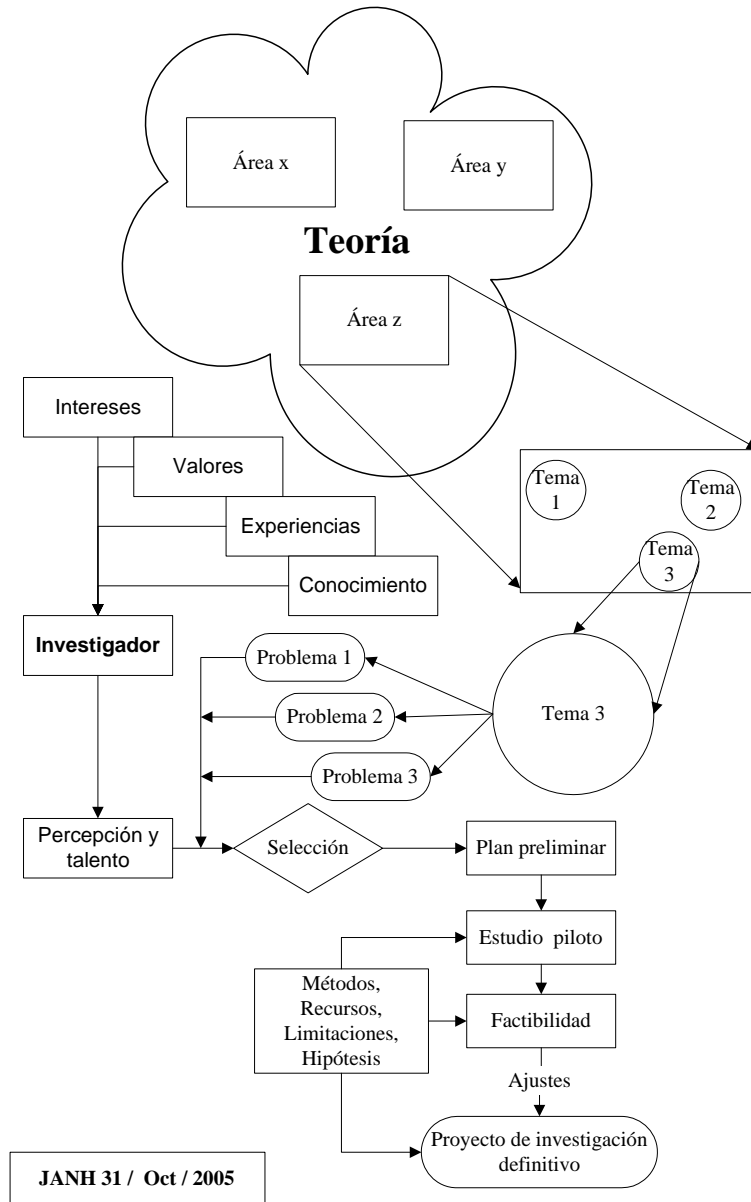 Área x
Área y
Teoría
Área z
Intereses
Valores
Experiencias
Conocimiento
Investigador
Tema
1
Tema
2
Tema
3
Problema 1
Problema 2
Problema 3
Tema 3
Percepción y
talento
Selección
Plan preliminar
Estudio piloto
Métodos,
Recursos,
Limitaciones,
Hipótesis
Factibilidad
Ajustes
Proyecto de investigación
definitivo
JANH 31 / Oct / 2005